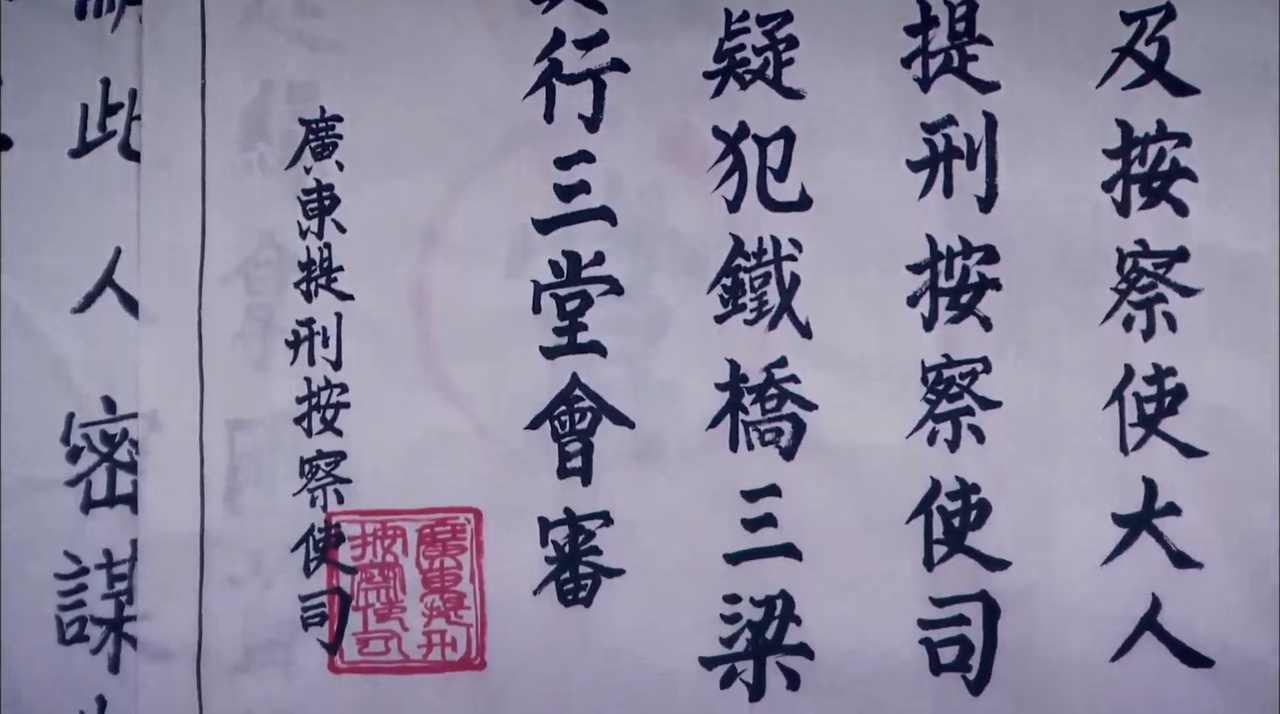 及按察使大人
提刑按察使司
疑犯鐵橋三梁
行三堂會審
廣東提刑按察使司
廣東提刑
按察使司
此人密謀